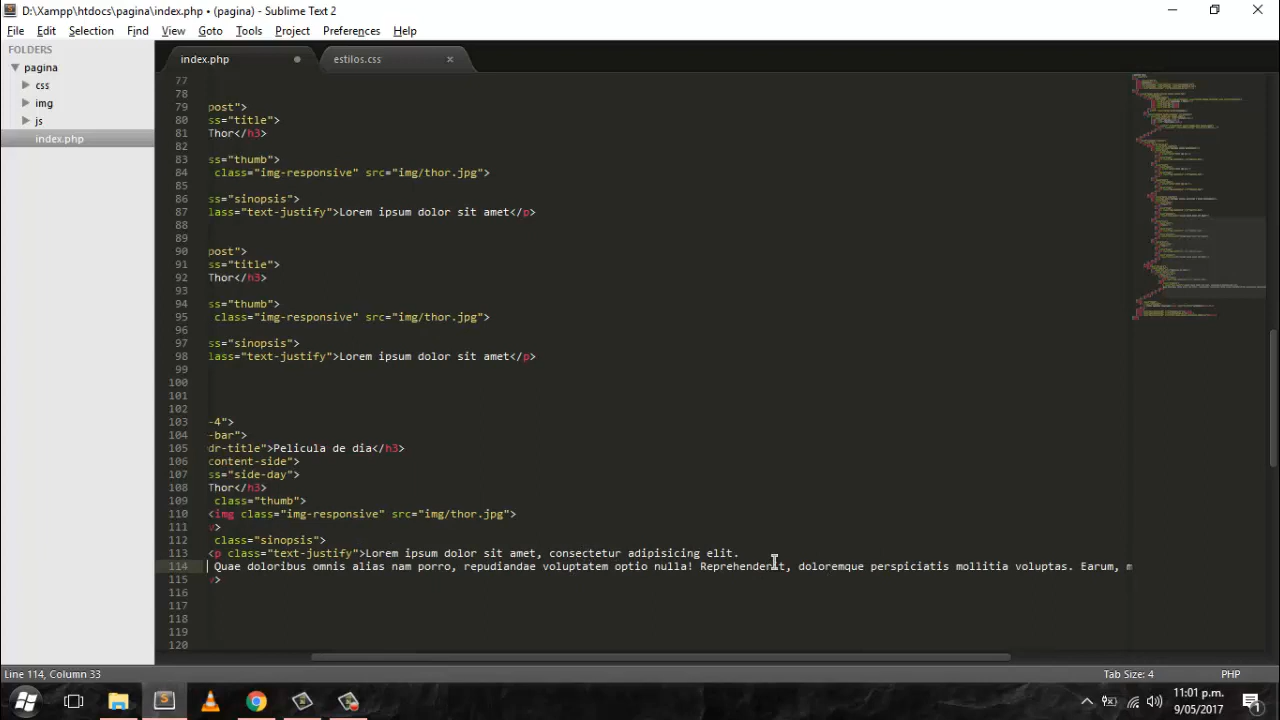 D:\Xampp\htdocs\pagina\index.php • (pagina) - Sublime Text 2
File Edit Selection Find View Goto Tools Project Preferences Help
FOLDERS
pagina
css
img
js
index.php
index.php
estilos.css
77
78
79 post">
80 ss="title">
81 Thor</h3>
82
83 ss="thumb">
84 class="img-responsive" src="img/thor.jpg">
85
86 ss="sinopsis">
87 lass="text-justify">Lorem ipsum dolor sit amet</p>
88
89
90 post">
91 ss="title">
92 Thor</h3>
93
94 ss="thumb">
95 class="img-responsive" src="img/thor.jpg">
96
97 ss="sinopsis">
98 lass="text-justify">Lorem ipsum dolor sit amet</p>
99
100
101
102
103 -4">
104 -bar">
105 dr-title">Pelicula de dia</h3>
106 content-side">
107 ss="side-day">
108 Thor</h3>
109 class="thumb">
110 <img class="img-responsive" src="img/thor.jpg">
111 v>
112 class="sinopsis">
113 <p class="text-justify">Lorem ipsum dolor sit amet, consectetur adipisicing elit.
114 Quae doloribus omnis alias nam porro, repudiandae voluptatem optio nulla! Reprehenderit, doloremque perspiciatis mollitia voluptas. Earum,
115 v>
116
117
118
119
120
Line 114, Column 33
Tab Size: 4
PHP
11:01 p.m.
9/05/2017